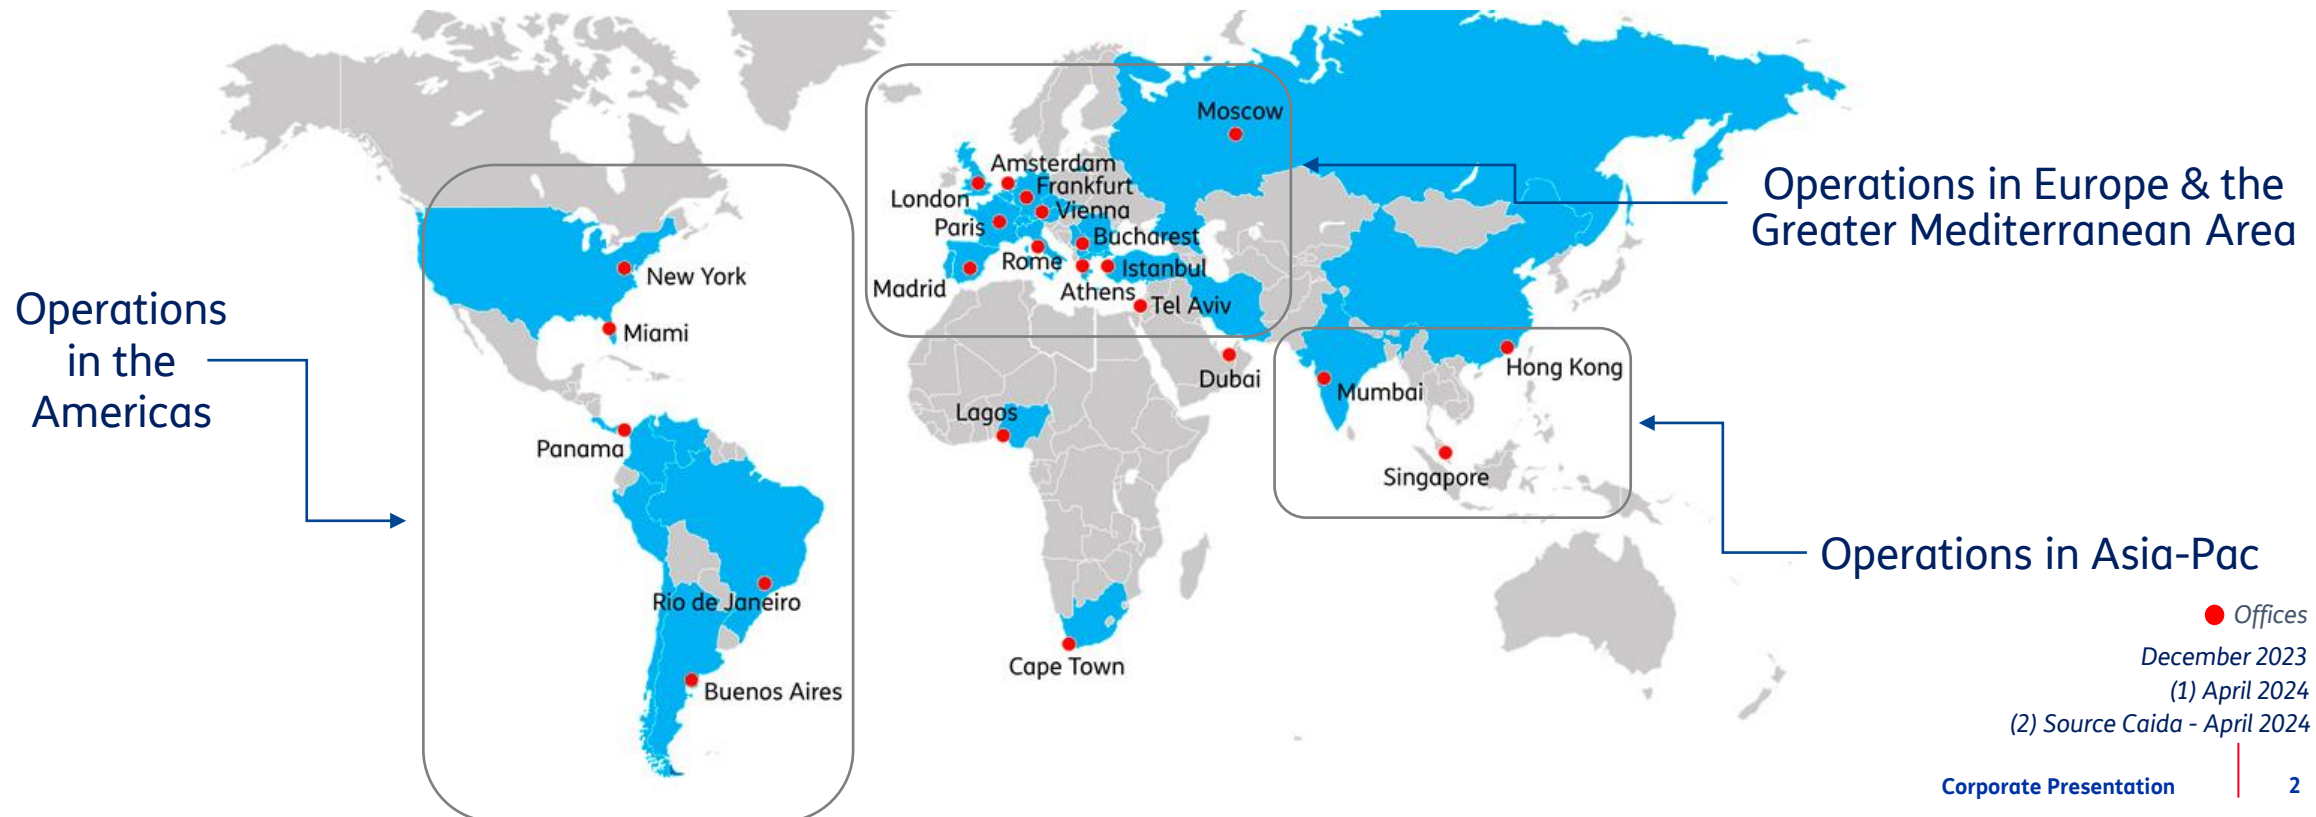 Moscow
Amsterdam
Frankfurt
London
Vienna
Paris
Bucharest
Rome
Istanbul
Madrid
Athens
Tel Aviv
Operations in Europe & the
Greater Mediterranean Area
New York
Miami
Operations
in the
Americas
Panama
Rio de Janeiro
Buenos Aires
Dubai
Lagos
Cape Town
Hong Kong
Mumbai
Singapore
Operations in Asia-Pac
Offices
December 2023
(1) April 2024
(2) Source Caida - April 2024
Corporate Presentation
2